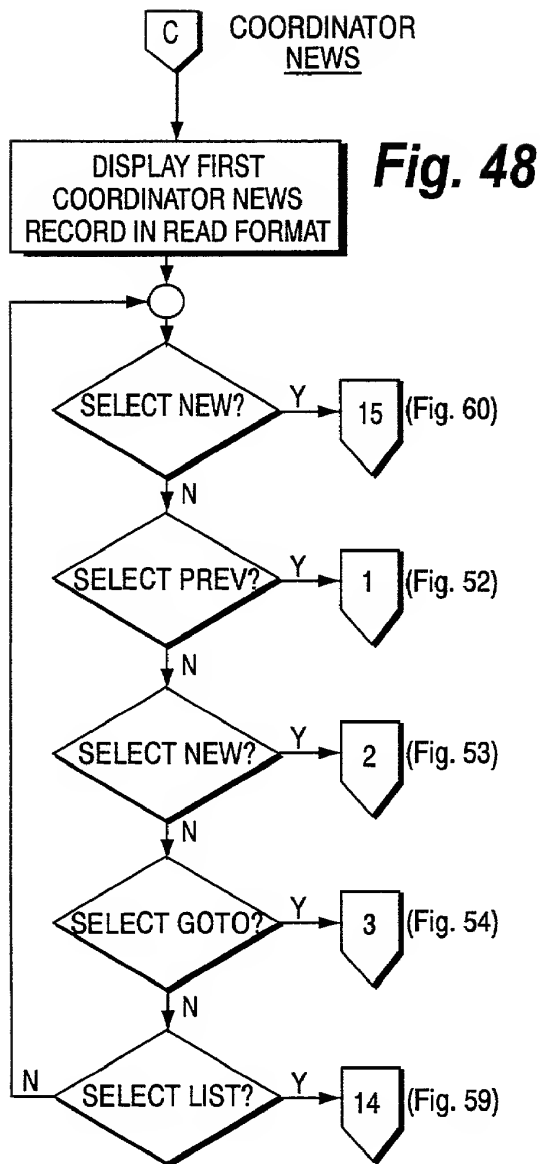 C
COORDINATOR
NEWS
Fig. 48
DISPLAY FIRST
COORDINATOR NEWS
RECORD IN READ FORMAT
SELECT NEW?
Y
15
(Fig. 60)
N
SELECT PREV?
Y
1
(Fig. 52)
N
SELECT NEW?
Y
2
(Fig. 53)
N
SELECT GOTO?
Y
3
(Fig. 54)
N
N
SELECT LIST?
Y
14
(Fig. 59)